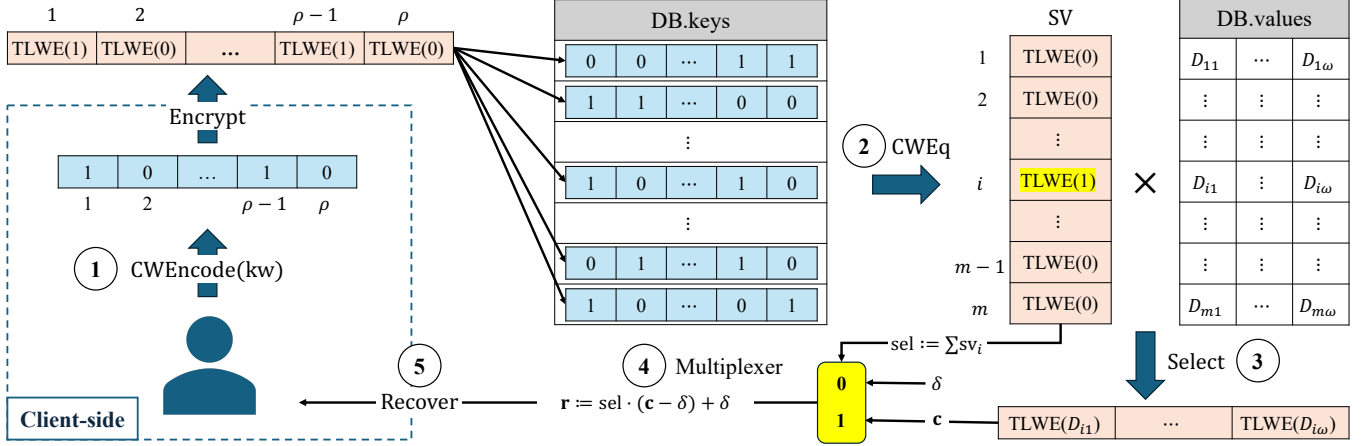 1 2 ρ − 1 ρ
TLWE(1) TLWE(0) ... TLWE(1) TLWE(0)
Encrypt
1 0 ... 1 0
1 2 ρ − 1 ρ
1 CWEncode(kw)
Client-side
DB.keys
0 0 ⋯ 1 1
1 1 ⋯ 0 0
⋮
1 0 ⋯ 1 0
⋮
0 1 ⋯ 1 0
1 0 ⋯ 0 1
2 CWEq
SV
1 TLWE(0)
2 TLWE(0)
⋮
i TLWE(1)
⋮
m − 1 TLWE(0)
m TLWE(0)
×
DB.values
D₁₁ ⋯ D₁ω
⋮ ⋮ ⋮
⋮ ⋮ ⋮
Dᵢ₁ ⋮ Dᵢω
⋮ ⋮ ⋮
⋮ ⋮ ⋮
Dₘ₁ ⋯ Dₘω
Select 3
TLWE(Dᵢ₁) ⋯ TLWE(Dᵢω)
sel := ∑svᵢ
0 δ
1 c
4 Multiplexer
r := sel · (c − δ) + δ
5
Recover